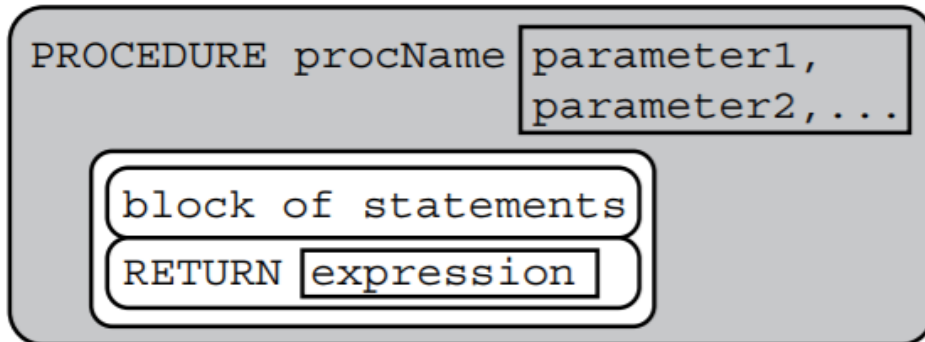 PROCEDURE procName parameter1,
parameter2,...
block of statements
RETURN expression